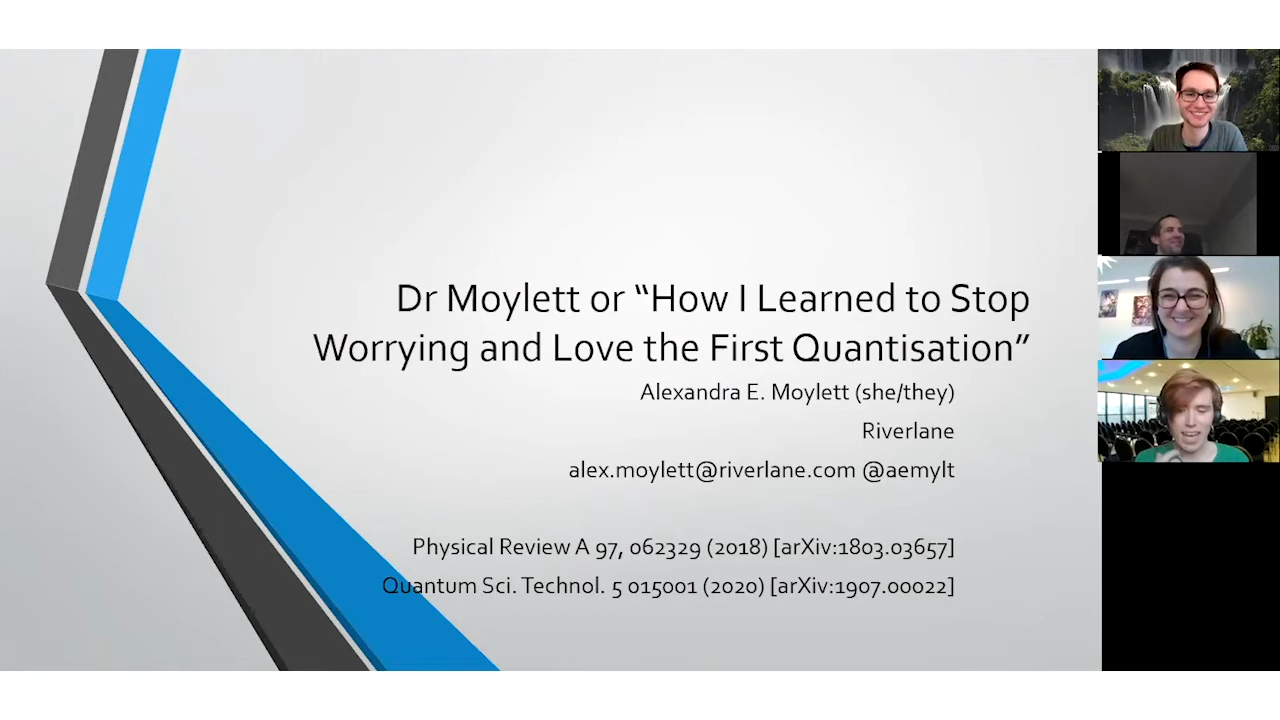 Dr Moylett or “How I Learned to Stop
Worrying and Love the First Quantisation”
Alexandra E. Moylett (she/they)
Riverlane
alex.moylett@riverlane.com @aemylt
Physical Review A 97, 062329 (2018) [arXiv:1803.03657]
Quantum Sci. Technol. 5 015001 (2020) [arXiv:1907.00022]